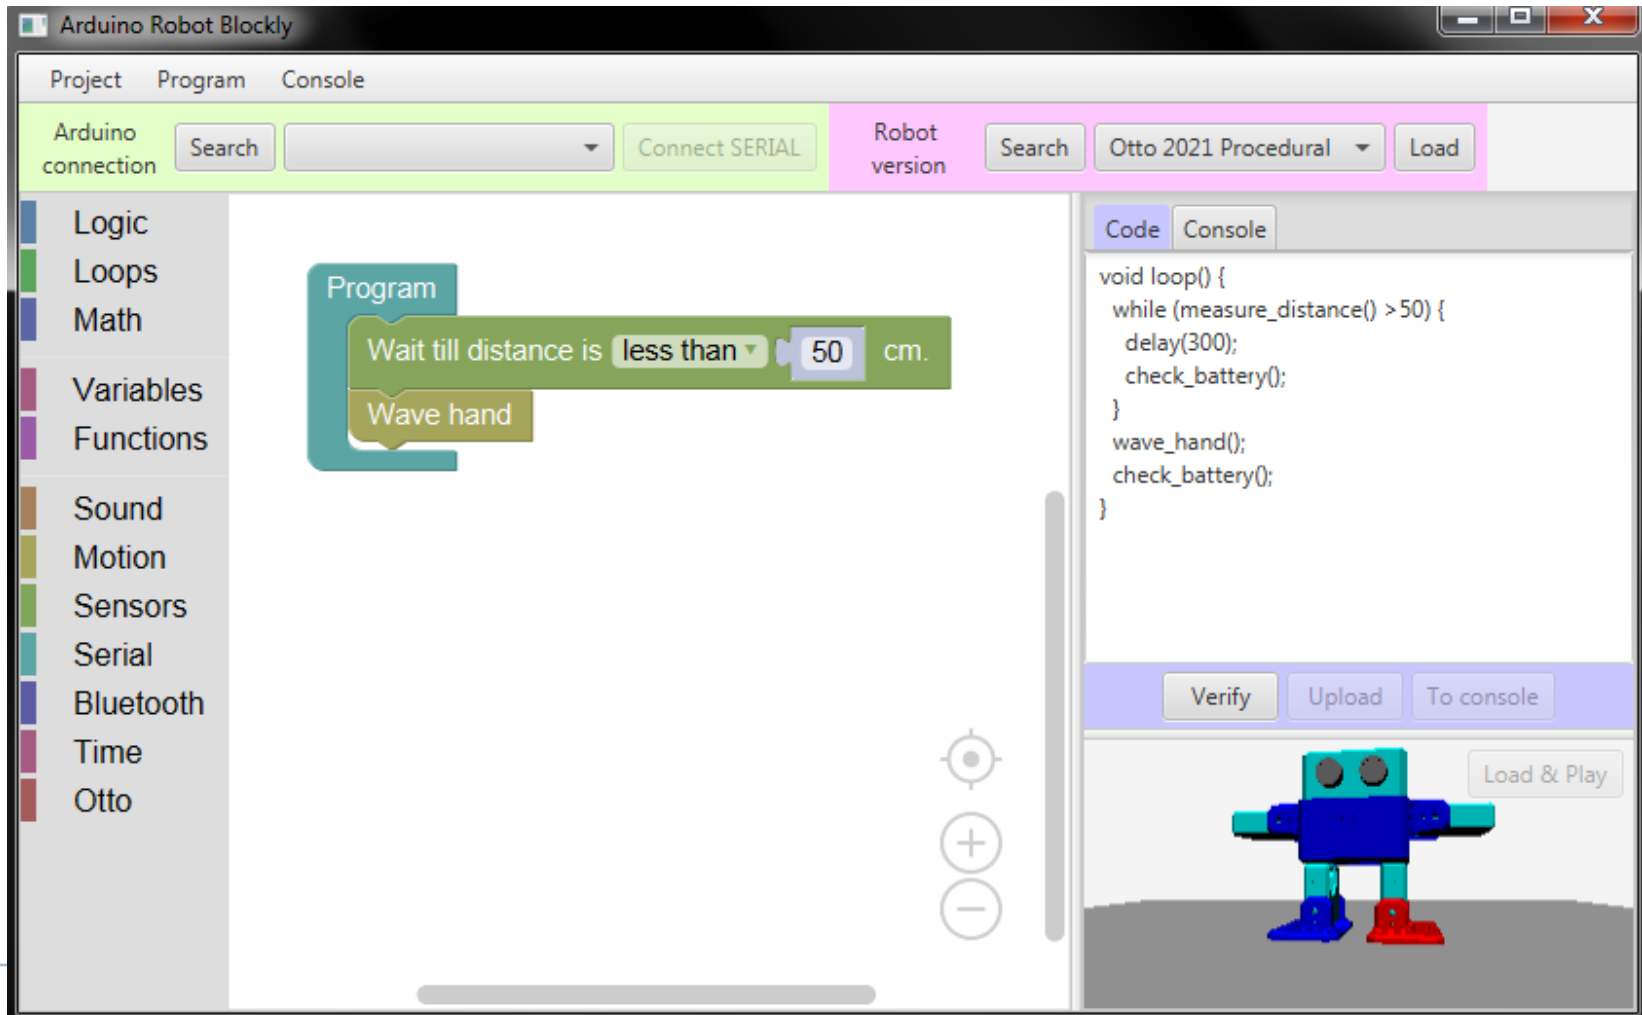 Arduino Robot Blockly
Project Program Console
Arduino connection
Search
Connect SERIAL
Robot version
Search
Otto 2021 Procedural
Load
Logic
Loops
Math
Variables
Functions
Sound
Motion
Sensors
Serial
Bluetooth
Time
Otto
Program
Wait till distance is less than 50 cm.
Wave hand
Code Console
void loop() {
while (measure_distance() >50) {
delay(300);
check_battery();
}
wave_hand();
check_battery();
}
Verify Upload To console
Load & Play